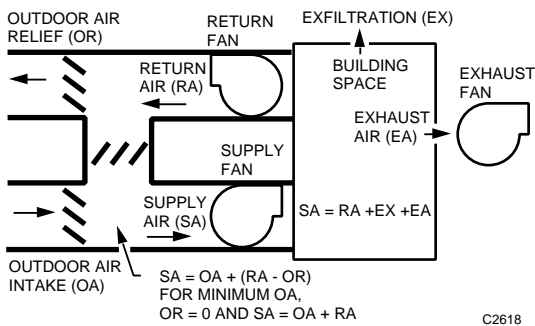 OUTDOOR AIR
RELIEF (OR)
RETURN
FAN
EXFILTRATION (EX)
RETURN
AIR (RA)
BUILDING
SPACE
EXHAUST
FAN
EXHAUST
AIR (EA)
SUPPLY
FAN
SUPPLY
AIR (SA)
SA = RA +EX +EA
OUTDOOR AIR
INTAKE (OA)
SA = OA + (RA - OR)
FOR MINIMUM OA,
OR = 0 AND SA = OA + RA
C2618